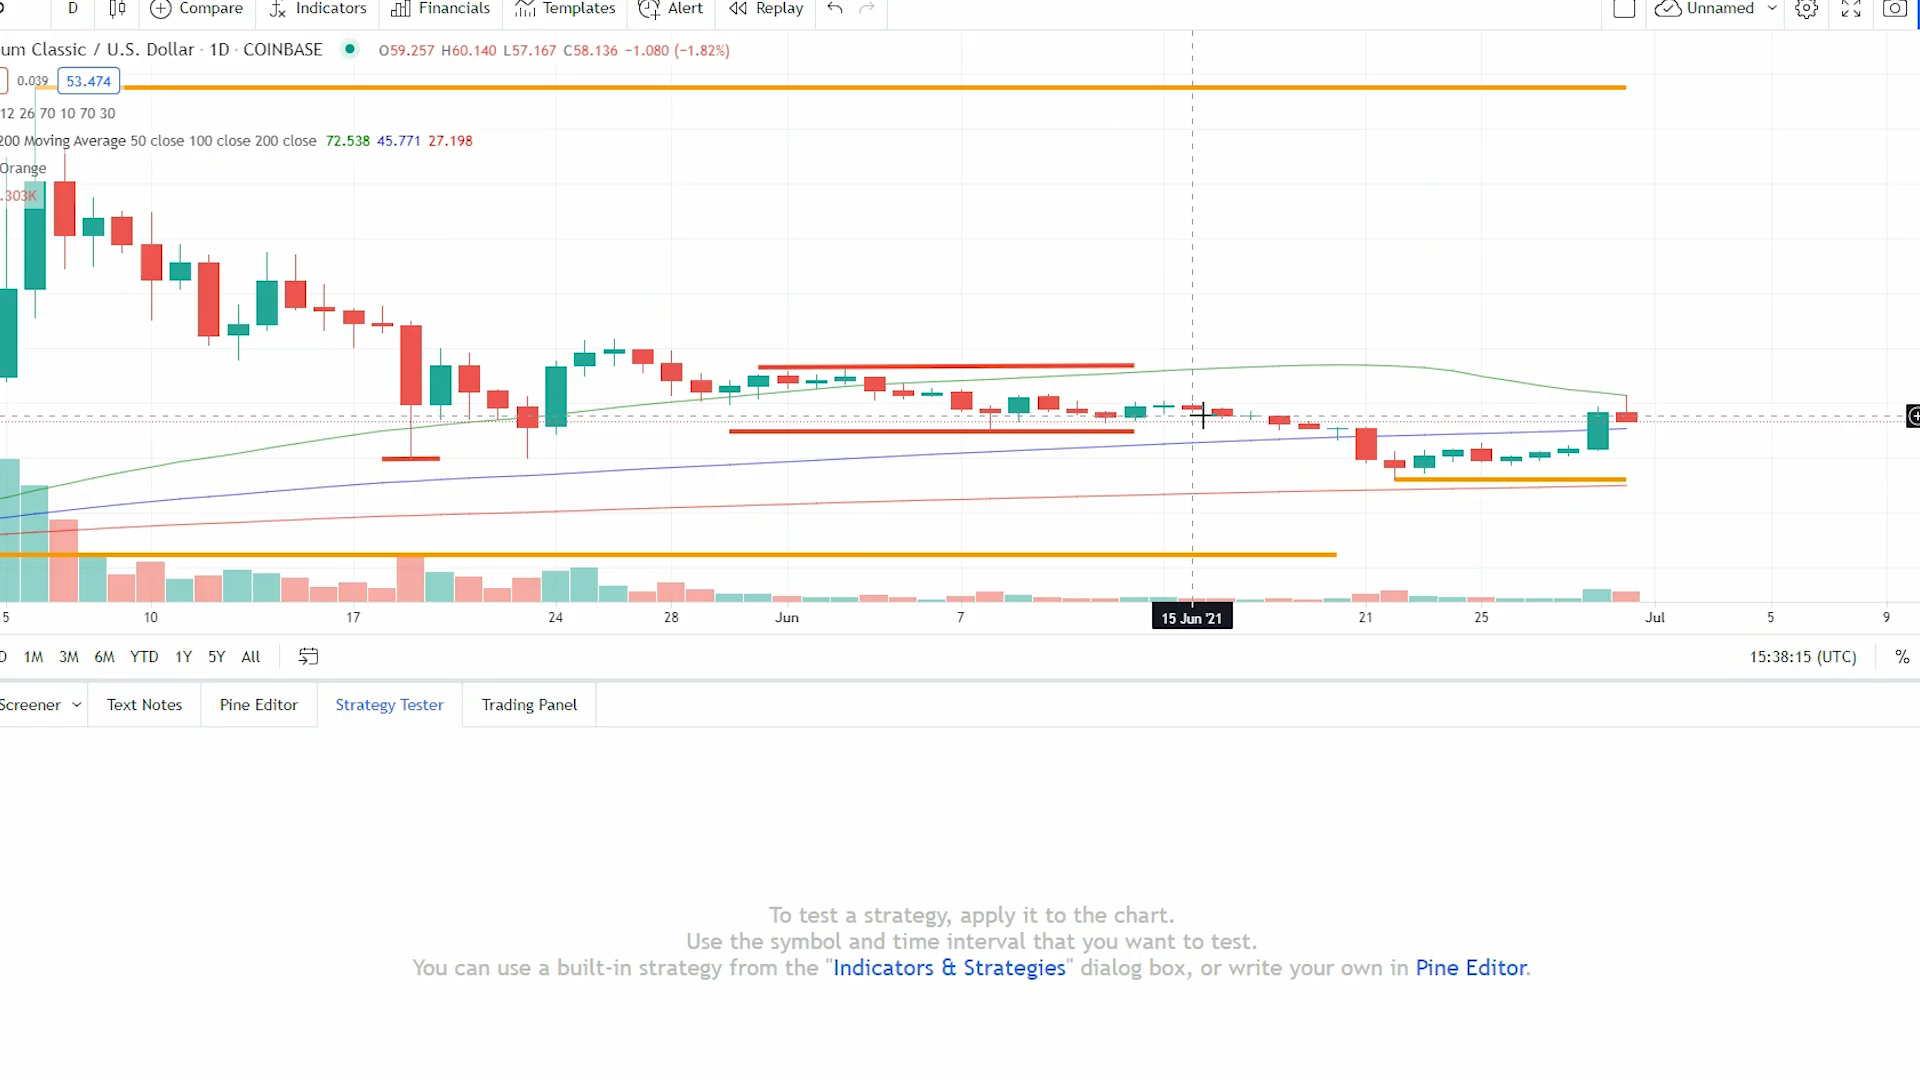 D Compare Indicators Financials Templates Alert Replay Unnamed
um Classic / U.S. Dollar · 1D · COINBASE O59.257 H60.140 L57.167 C58.136 −1.080 (−1.82%)
0.039 53.474
12 26 70 10 70 30
200 Moving Average 50 close 100 close 200 close 72.538 45.771 27.198
Orange
.303K
5 10 17 24 28 Jun 7 15 Jun '21 21 25 Jul 5 9
D 1M 3M 6M YTD 1Y 5Y All 15:38:15 (UTC) %
Screener Text Notes Pine Editor Strategy Tester Trading Panel
To test a strategy, apply it to the chart.
Use the symbol and time interval that you want to test.
You can use a built-in strategy from the "Indicators & Strategies" dialog box, or write your own in Pine Editor.